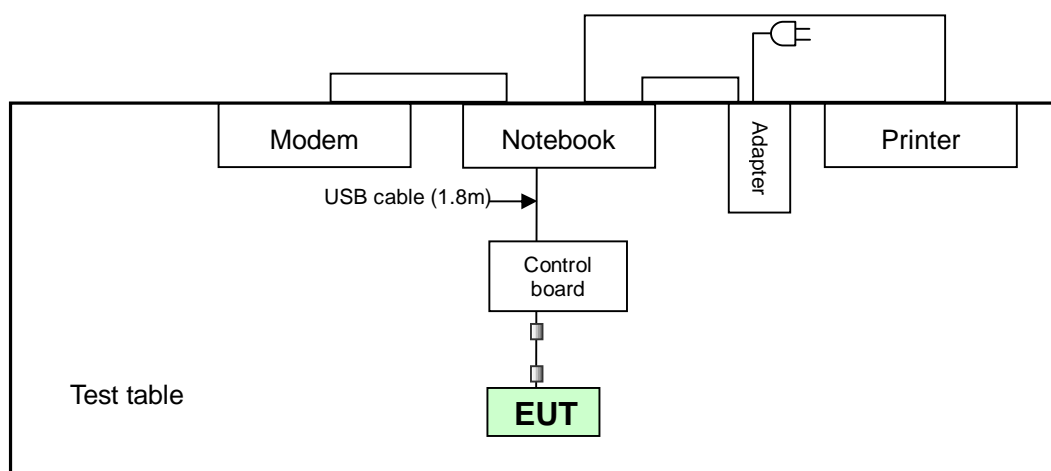 Modem
Notebook
Adapter
Printer
USB cable (1.8m)
Control
board
Test table
EUT